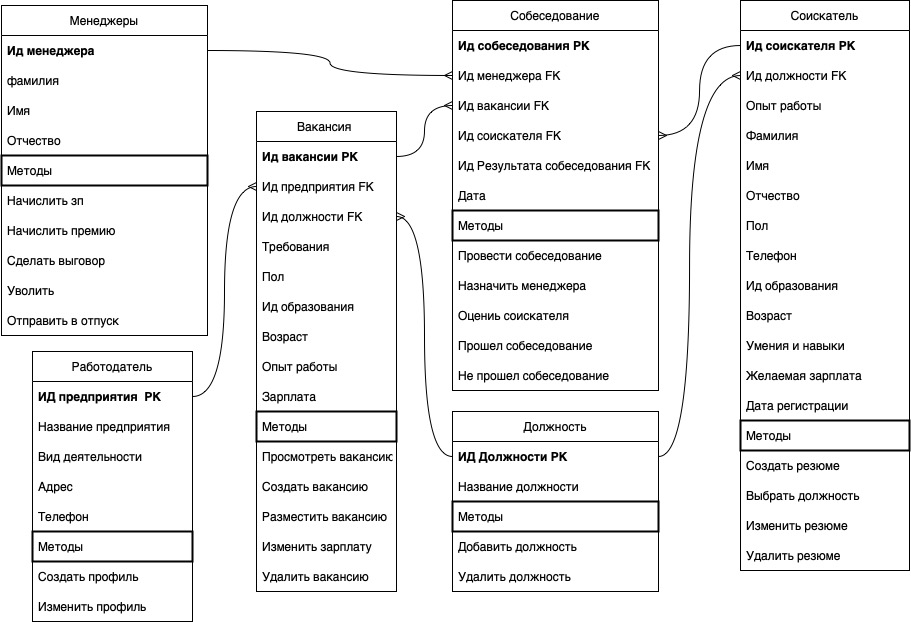 Менеджеры
Ид менеджера
фамилия
Имя
Отчество
Методы
Начислить зп
Начислить премию
Сделать выговор
Уволить
Отправить в отпуск
Работодатель
ИД предприятия РК
Название предприятия
Вид деятельности
Адрес
Телефон
Методы
Создать профиль
Изменить профиль
Вакансия
Ид вакансии РК
Ид предприятия FK
Ид должности FK
Требования
Пол
Ид образования
Возраст
Опыт работы
Зарплата
Методы
Просмотреть вакансию
Создать вакансию
Разместить вакансию
Изменить зарплату
Удалить вакансию
Собеседование
Ид собеседования РК
Ид менеджера FK
Ид вакансии FK
Ид соискателя FK
Ид Результата собеседования FK
Дата
Методы
Провести собеседование
Назначить менеджера
Оцениь соискателя
Прошел собеседование
Не прошел собеседование
Должность
ИД Должности РК
Название должности
Методы
Добавить должность
Удалить должность
Соискатель
Ид соискателя РК
Ид должности FK
Опыт работы
Фамилия
Имя
Отчество
Пол
Телефон
Ид образования
Возраст
Умения и навыки
Желаемая зарплата
Дата регистрации
Методы
Создать резюме
Выбрать должность
Изменить резюме
Удалить резюме